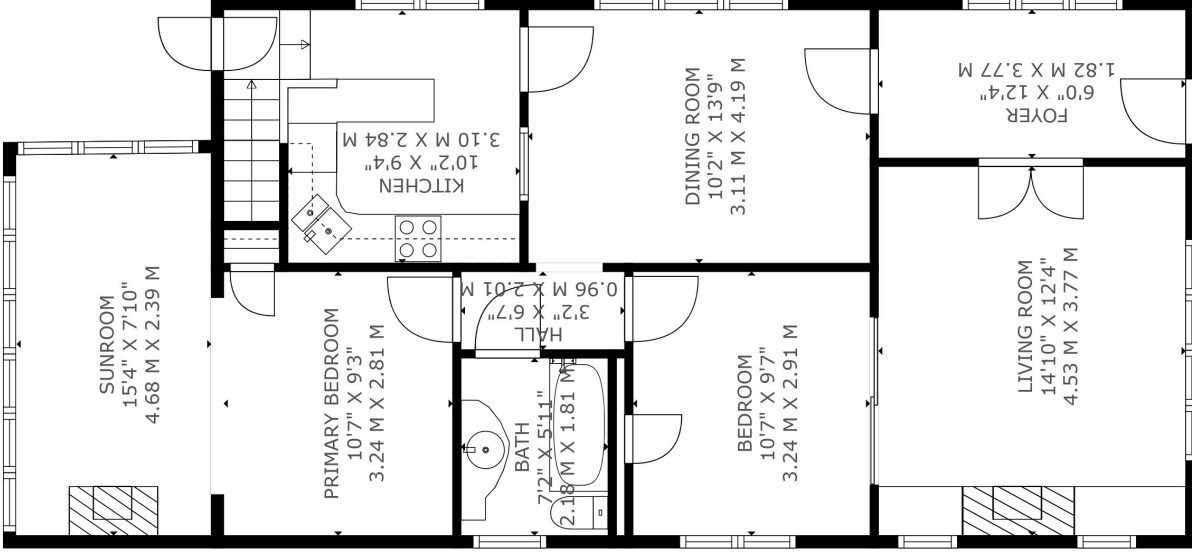 SUNROOM
15'4" X 7'10"
4.68 M X 2.39 M
PRIMARY BEDROOM
10'7" X 9'3"
3.24 M X 2.81 M
KITCHEN
10'2" X 9'4"
3.10 M X 2.84 M
HALL
3'2" X 6'7"
0.96 M X 2.01 M
BATH
7'2" X 5'11"
2.18 M X 1.81 M
DINING ROOM
10'2" X 13'9"
3.11 M X 4.19 M
BEDROOM
10'7" X 9'7"
3.24 M X 2.91 M
FOYER
6'0" X 12'4"
1.82 M X 3.77 M
LIVING ROOM
14'10" X 12'4"
4.53 M X 3.77 M